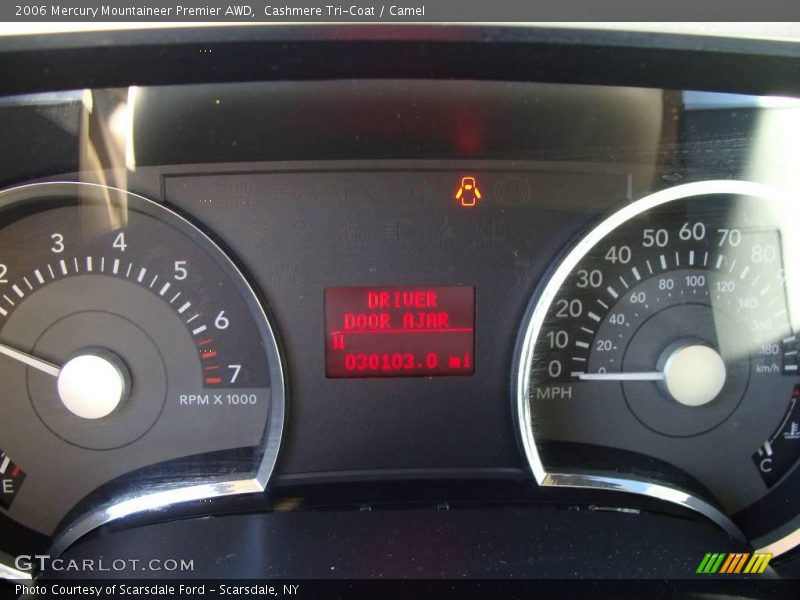 2006 Mercury Mountaineer Premier AWD,  Cashmere Tri-Coat / Camel
2 3 4 5 6 7
RPM X 1000
E
DRIVER
DOOR AJAR
W
030103.0 mi
0 10 20 30 40 50 60 70 80
0 20 40 60 80 100 120 140 160 180
km/h
MPH
C
GTCARLOT.COM
Photo Courtesy of Scarsdale Ford - Scarsdale, NY